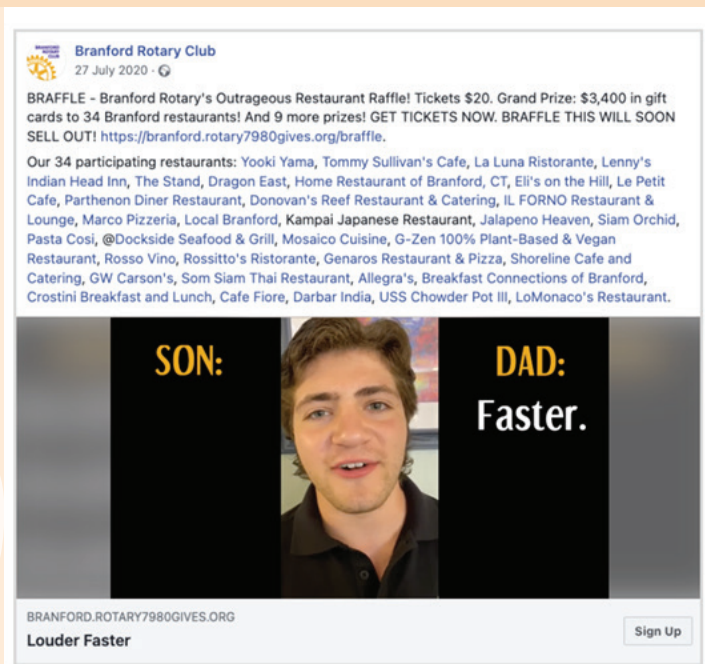 Branford Rotary Club
27 July 2020 ·
BRAFFLE - Branford Rotary's Outrageous Restaurant Raffle! Tickets $20. Grand Prize: $3,400 in gift
cards to 34 Branford restaurants! And 9 more prizes! GET TICKETS NOW. BRAFFLE THIS WILL SOON
SELL OUT! https://branford.rotary7980gives.org/braffle.
Our 34 participating restaurants: Yooki Yama, Tommy Sullivan's Cafe, La Luna Ristorante, Lenny's
Indian Head Inn, The Stand, Dragon East, Home Restaurant of Branford, CT, Eli's on the Hill, Le Petit
Cafe, Parthenon Diner Restaurant, Donovan's Reef Restaurant & Catering, IL FORNO Restaurant &
Lounge, Marco Pizzeria, Local Branford, Kampai Japanese Restaurant, Jalapeno Heaven, Siam Orchid,
Pasta Cosi, @Dockside Seafood & Grill, Mosaico Cuisine, G-Zen 100% Plant-Based & Vegan
Restaurant, Rosso Vino, Rossitto's Ristorante, Genaros Restaurant & Pizza, Shoreline Cafe and
Catering, GW Carson's, Som Siam Thai Restaurant, Allegra's, Breakfast Connections of Branford,
Crostini Breakfast and Lunch, Cafe Fiore, Darbar India, USS Chowder Pot III, LoMonaco's Restaurant.
SON:
DAD:
Faster.
BRANFORD.ROTARY7980GIVES.ORG
Louder Faster
Sign Up